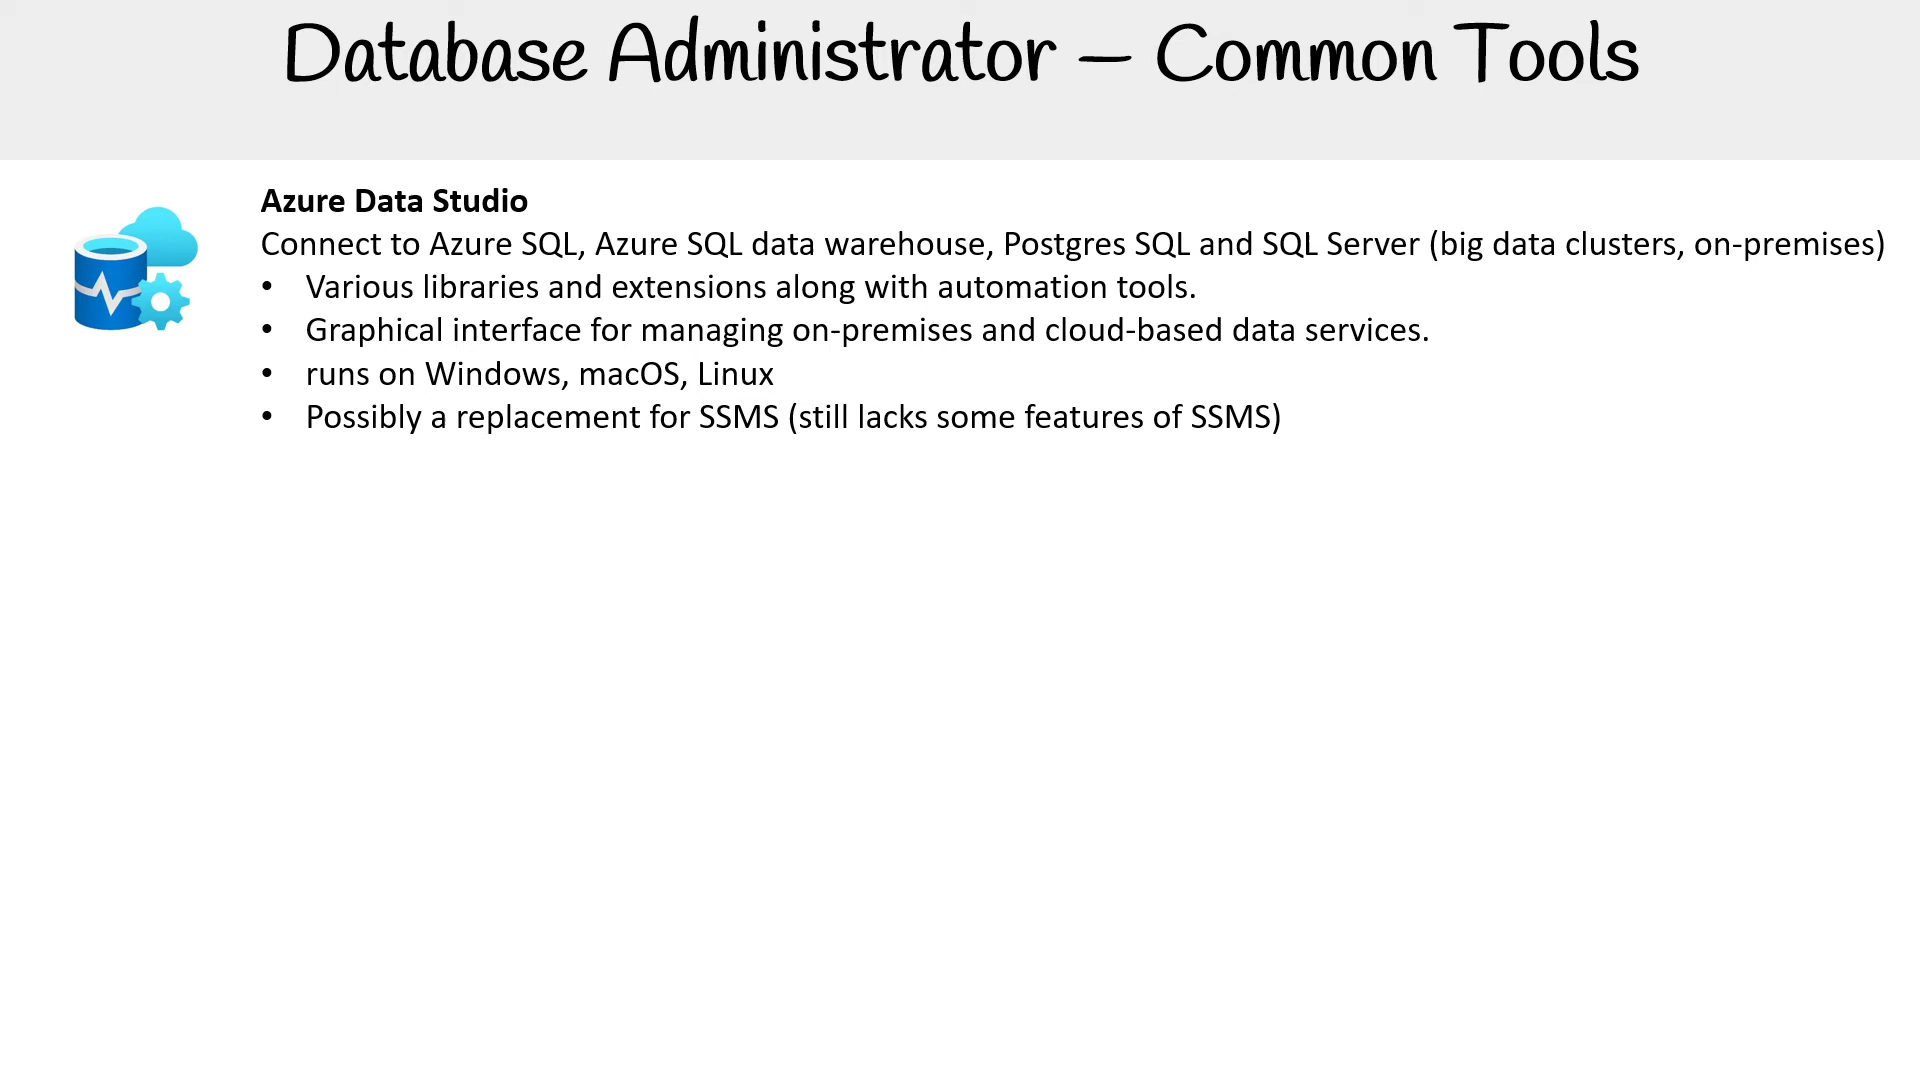 Database Administrator – Common Tools
Azure Data Studio
Connect to Azure SQL, Azure SQL data warehouse, Postgres SQL and SQL Server (big data clusters, on-premises)
• Various libraries and extensions along with automation tools.
• Graphical interface for managing on-premises and cloud-based data services.
• runs on Windows, macOS, Linux
• Possibly a replacement for SSMS (still lacks some features of SSMS)